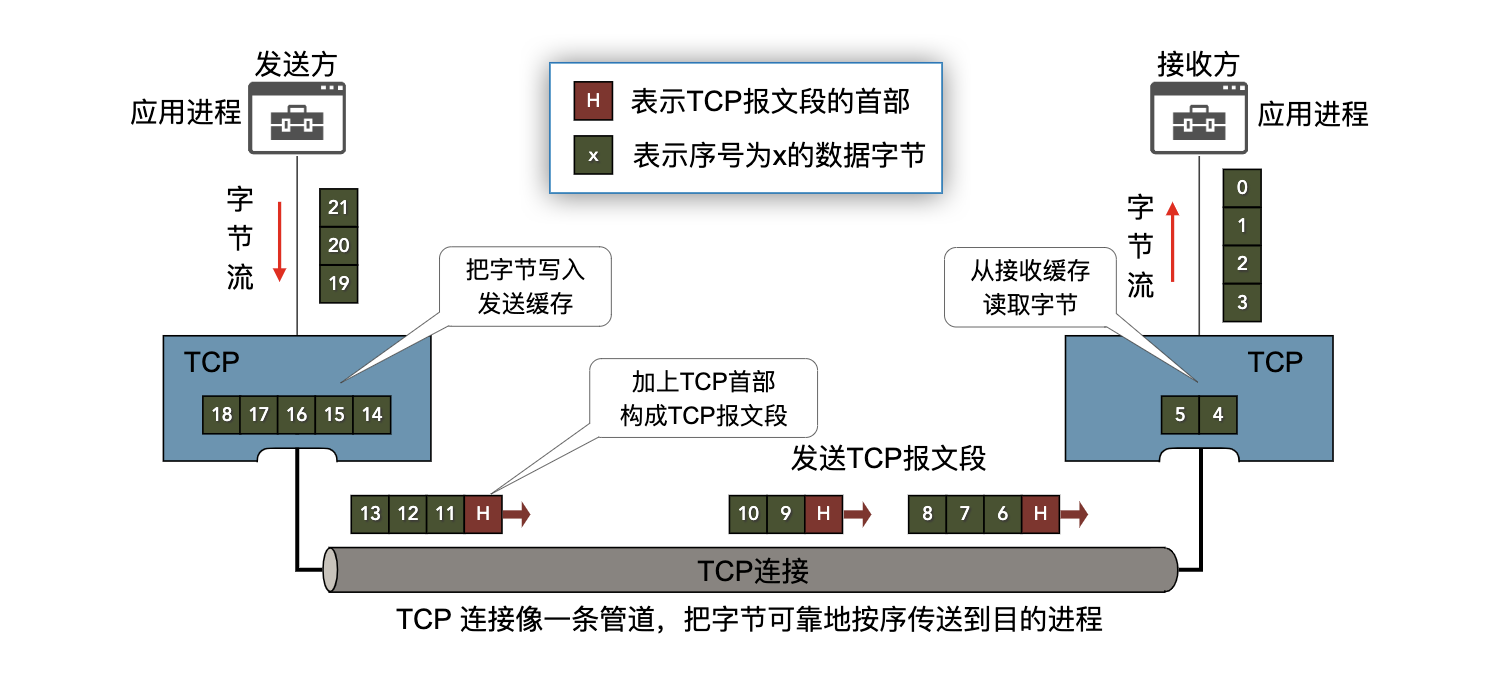 发送方
接收方
应用进程
应用进程
H 表示TCP报文段的首部
x 表示序号为x的数据字节
字
节
流
21
20
19
字
节
流
0
1
2
3
把字节写入
发送缓存
从接收缓存
读取字节
TCP
18 17 16 15 14
TCP
5 4
加上TCP首部
构成TCP报文段
发送TCP报文段
13 12 11 H
10 9 H
8 7 6 H
TCP连接
TCP 连接像一条管道，把字节可靠地按序传送到目的进程